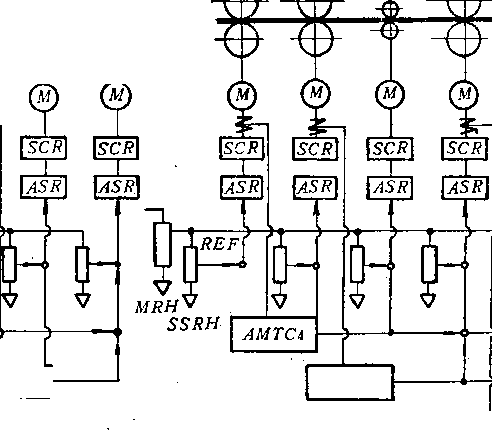 M M M M M M
SCR SCR SCR SCR SCR SCR
ASR ASR ASR ASR ASR ASR
REF
MRH
SSRH
AMTC4